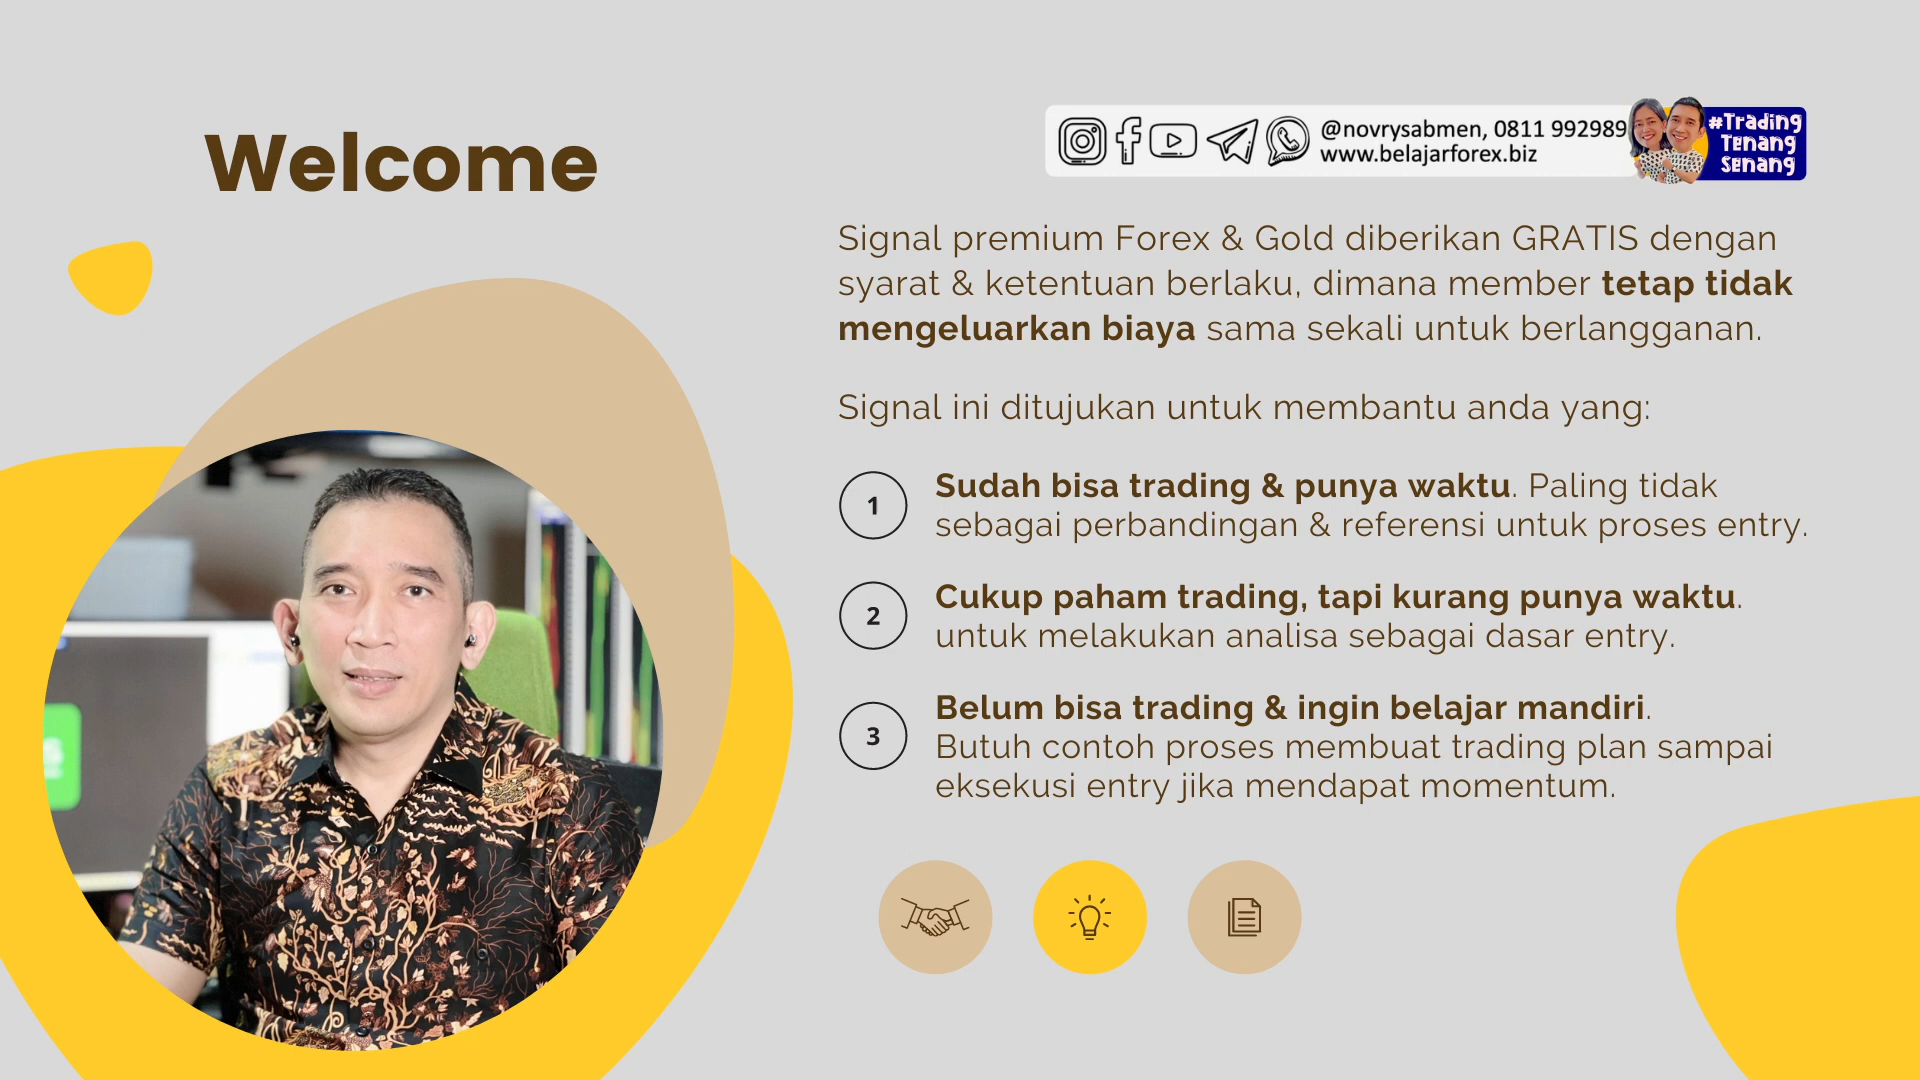 Welcome
@novrysabmen, 0811 992989
www.belajarforex.biz
#Trading
Tenang
Senang
Signal premium Forex & Gold diberikan GRATIS dengan
syarat & ketentuan berlaku, dimana member tetap tidak
mengeluarkan biaya sama sekali untuk berlangganan.
Signal ini ditujukan untuk membantu anda yang:
1
Sudah bisa trading & punya waktu. Paling tidak
sebagai perbandingan & referensi untuk proses entry.
2
Cukup paham trading, tapi kurang punya waktu.
untuk melakukan analisa sebagai dasar entry.
3
Belum bisa trading & ingin belajar mandiri.
Butuh contoh proses membuat trading plan sampai
eksekusi entry jika mendapat momentum.